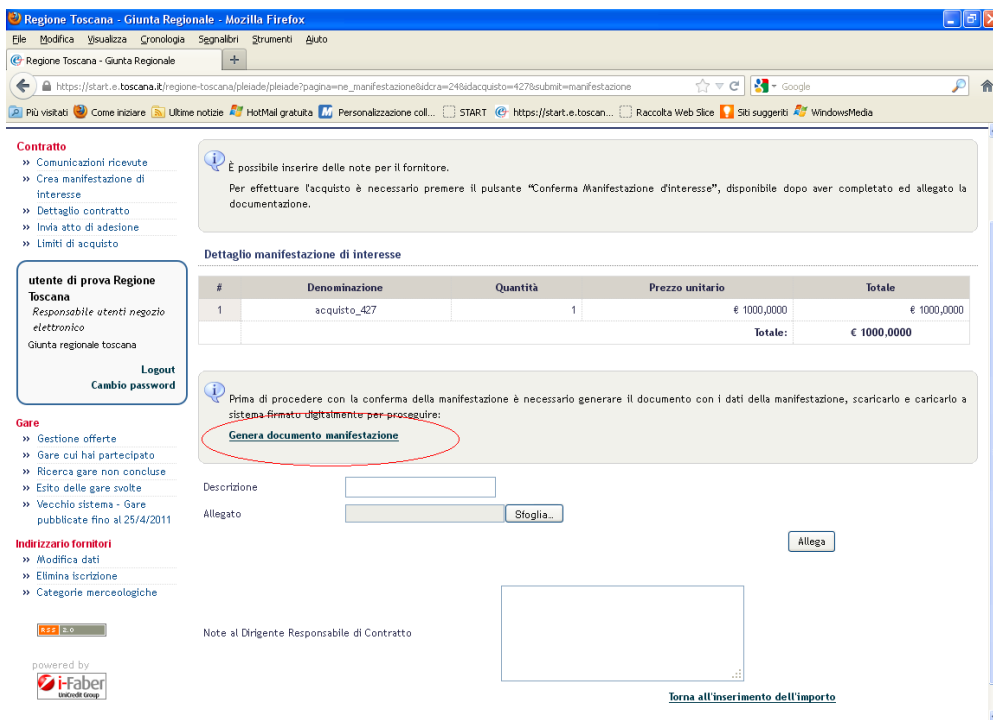 Regione Toscana - Giunta Regionale - Mozilla Firefox
File Modifica Visualizza Cronologia Segnalibri Strumenti Aiuto
Regione Toscana - Giunta Regionale
https://start.e.toscana.it/regione-toscana/pleiade/pleiade?pagina=ne_manifestazione&idcra=24&idacquisto=427&submit=manifestazione
Google
Più visitati Come iniziare Ultime notizie HotMail gratuita Personalizzazione coll... START https://start.e.toscan... Raccolta Web Slice Siti suggeriti WindowsMedia
Contratto
» Comunicazioni ricevute
» Crea manifestazione di
interesse
» Dettaglio contratto
» Invia atto di adesione
» Limiti di acquisto
utente di prova Regione
Toscana
Responsabile utenti negozio
elettronico
Giunta regionale toscana
Logout
Cambio password
Gare
» Gestione offerte
» Gare cui hai partecipato
» Ricerca gare non concluse
» Esito delle gare svolte
» Vecchio sistema - Gare
pubblicate fino al 25/4/2011
Indirizzario fornitori
» Modifica dati
» Elimina iscrizione
» Categorie merceologiche
RSS 2.0
powered by
i-Faber
UniCredit Group
È possibile inserire delle note per il fornitore.
Per effettuare l'acquisto è necessario premere il pulsante “Conferma Manifestazione d'interesse”, disponibile dopo aver completato ed allegato la
documentazione.
Dettaglio manifestazione di interesse
# Denominazione Quantità Prezzo unitario Totale
1 acquisto_427 1 € 1000,0000 € 1000,0000
Totale: € 1000,0000
Prima di procedere con la conferma della manifestazione è necessario generare il documento con i dati della manifestazione, scaricarlo e caricarlo a
sistema firmato digitalmente per proseguire:
Genera documento manifestazione
Descrizione
Allegato Sfoglia...
Allega
Note al Dirigente Responsabile di Contratto
Torna all'inserimento dell'importo